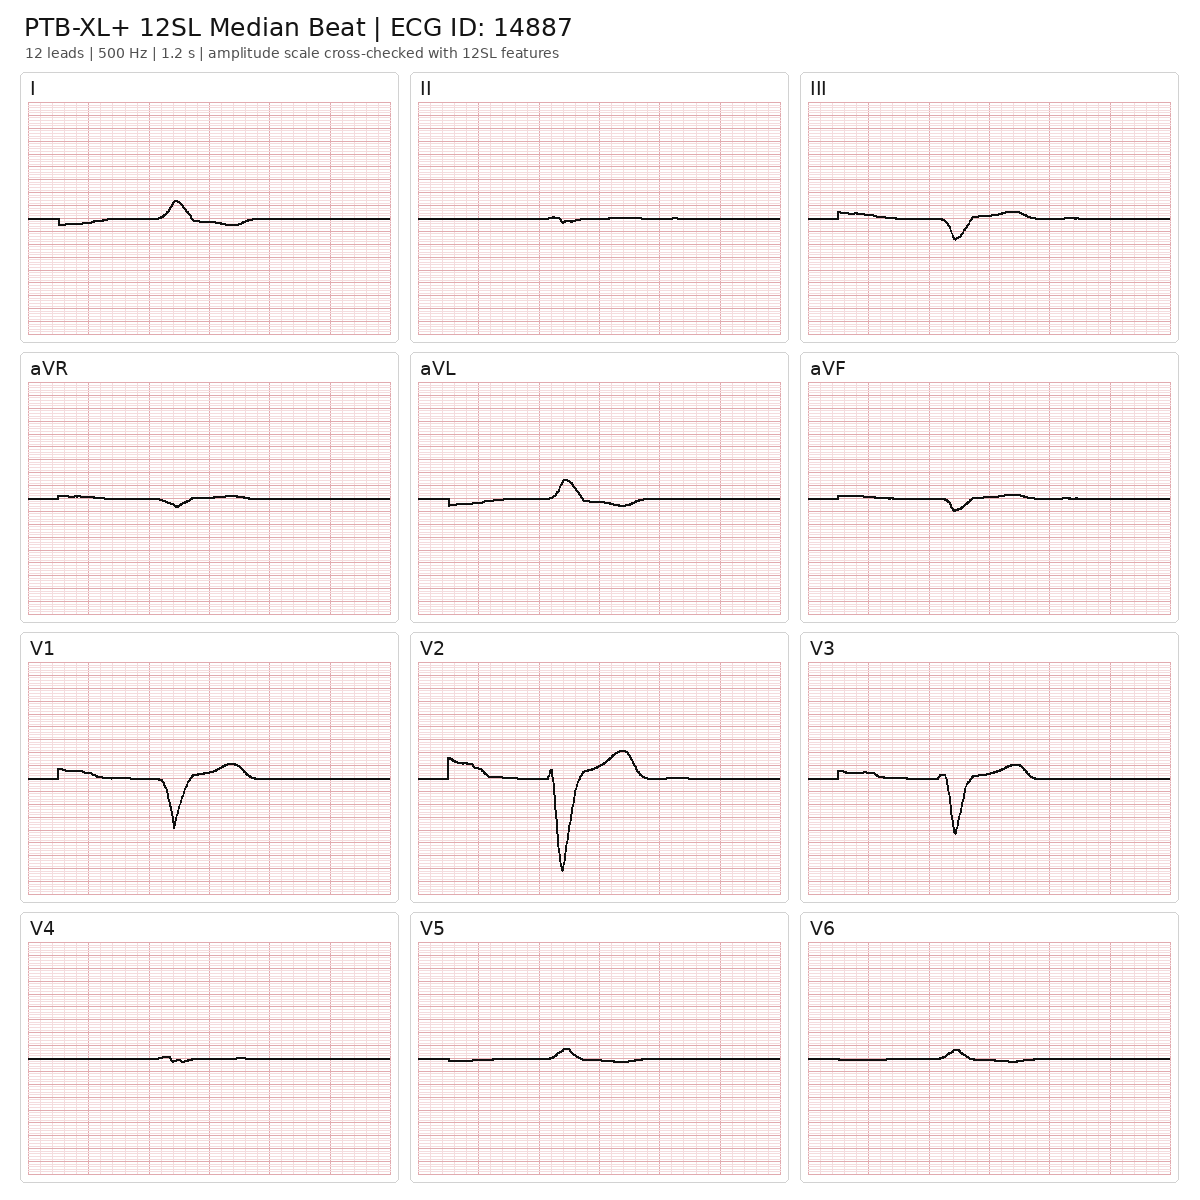 PTB-XL+ 12SL Median Beat | ECG ID: 14887
12 leads | 500 Hz | 1.2 s | amplitude scale cross-checked with 12SL features
I
II
III
aVR
aVL
aVF
V1
V2
V3
V4
V5
V6